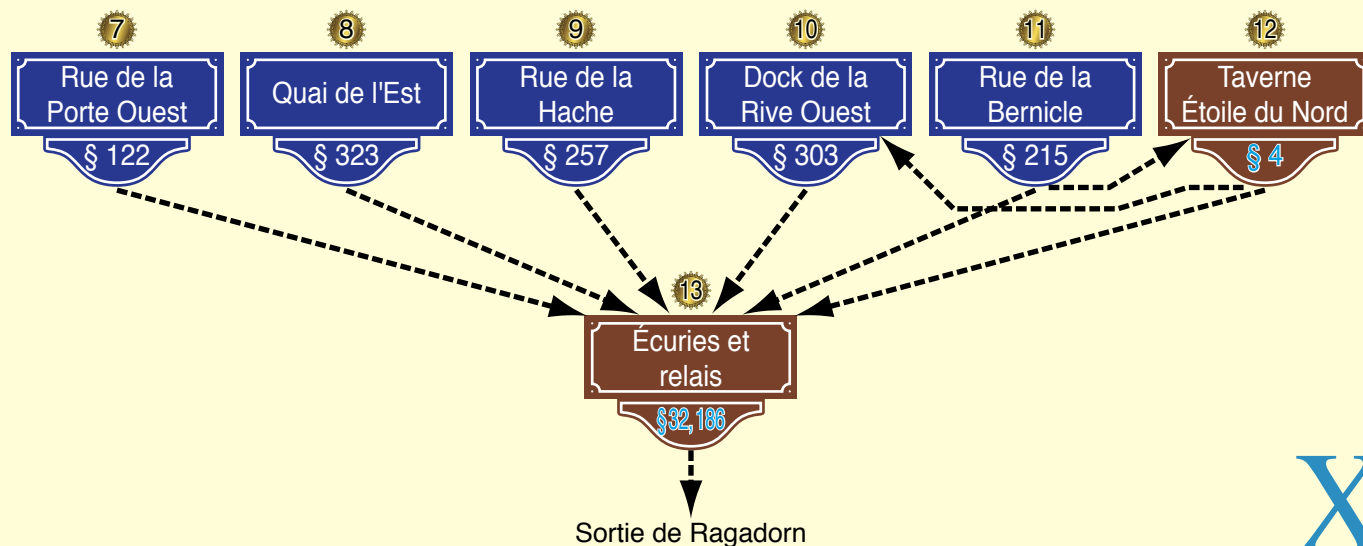 7
8
9
10
11
12
Rue de la
Porte Ouest
§ 122
Quai de l'Est
§ 323
Rue de la
Hache
§ 257
Dock de la
Rive Ouest
§ 303
Rue de la
Bernicle
§ 215
Taverne
Étoile du Nord
§ 4
13
Écuries et
relais
§32,186
Sortie de Ragadorn
X